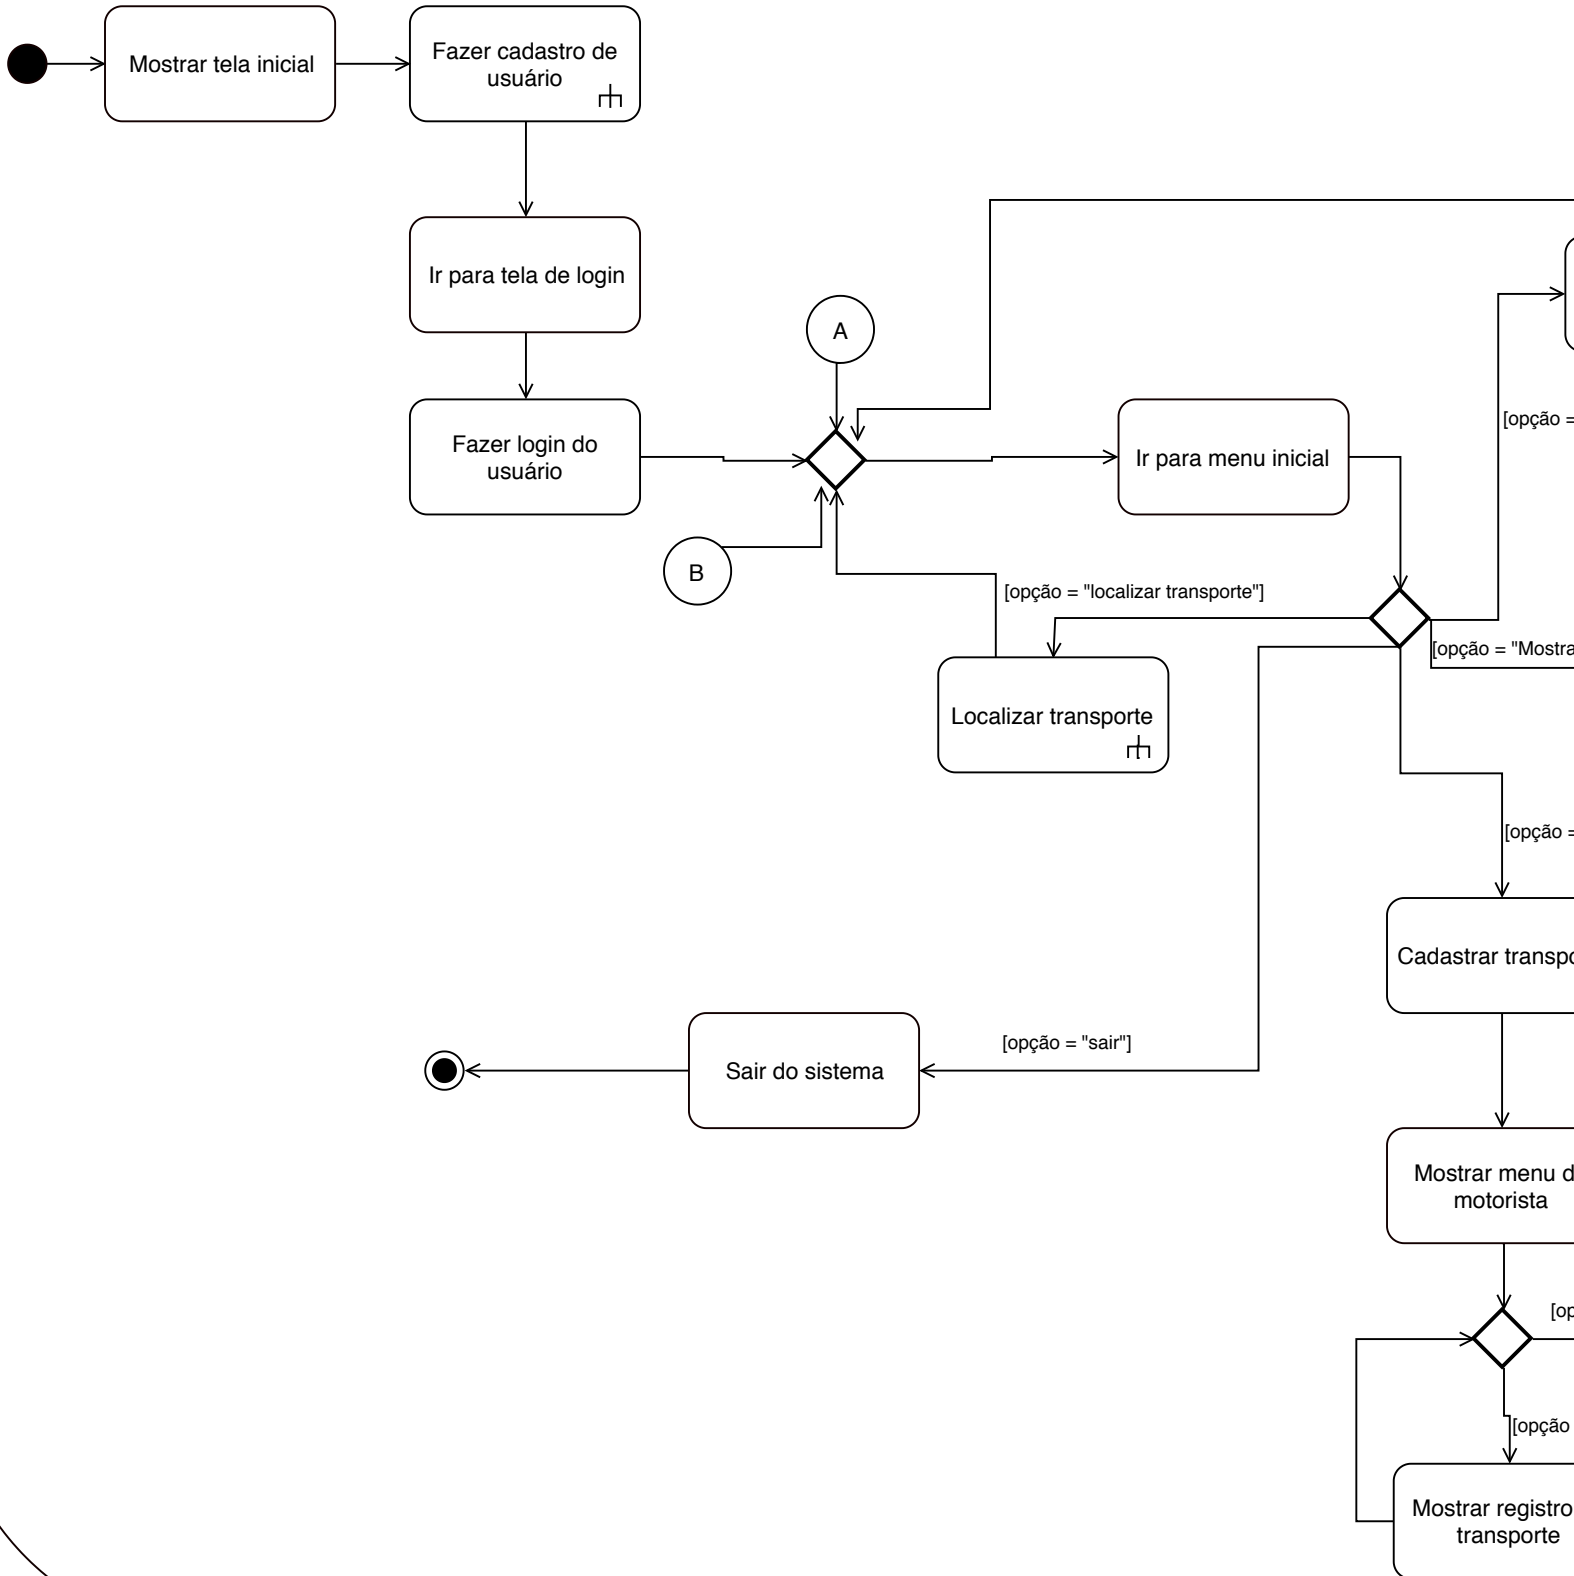 Mostrar tela inicial
Fazer cadastro de
usuário
Ir para tela de login
A
[opção =
Fazer login do
usuário
Ir para menu inicial
B
[opção = "localizar transporte"]
[opção = "Mostra
Localizar transporte
[opção =
Cadastrar transpo
[opção = "sair"]
Sair do sistema
Mostrar menu d
motorista
[op
[opção
Mostrar registro
transporte